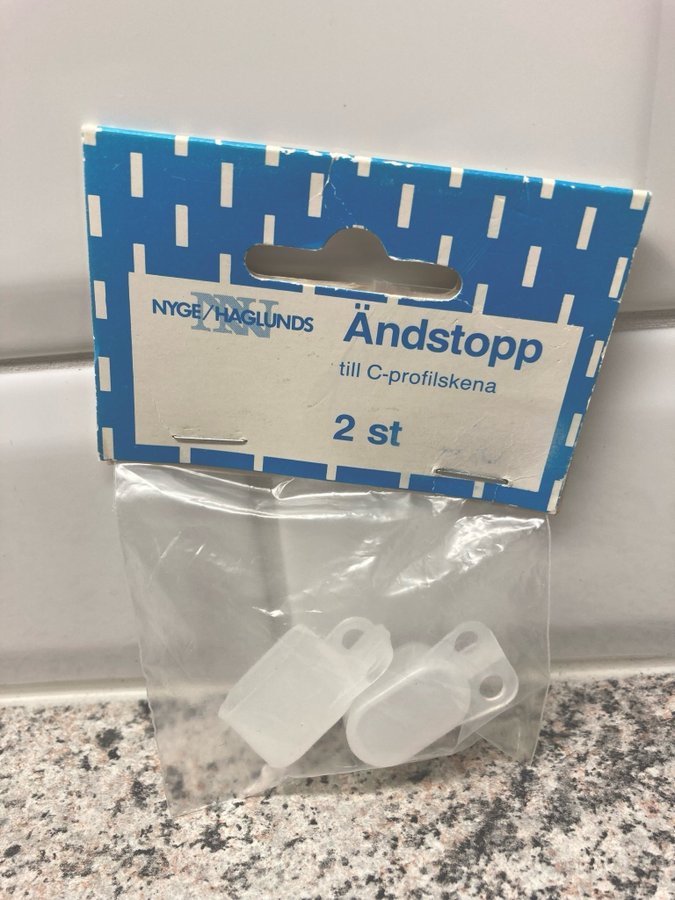 NYGE/HAGLUNDS
Ändstopp
till C-profilskena
2 st